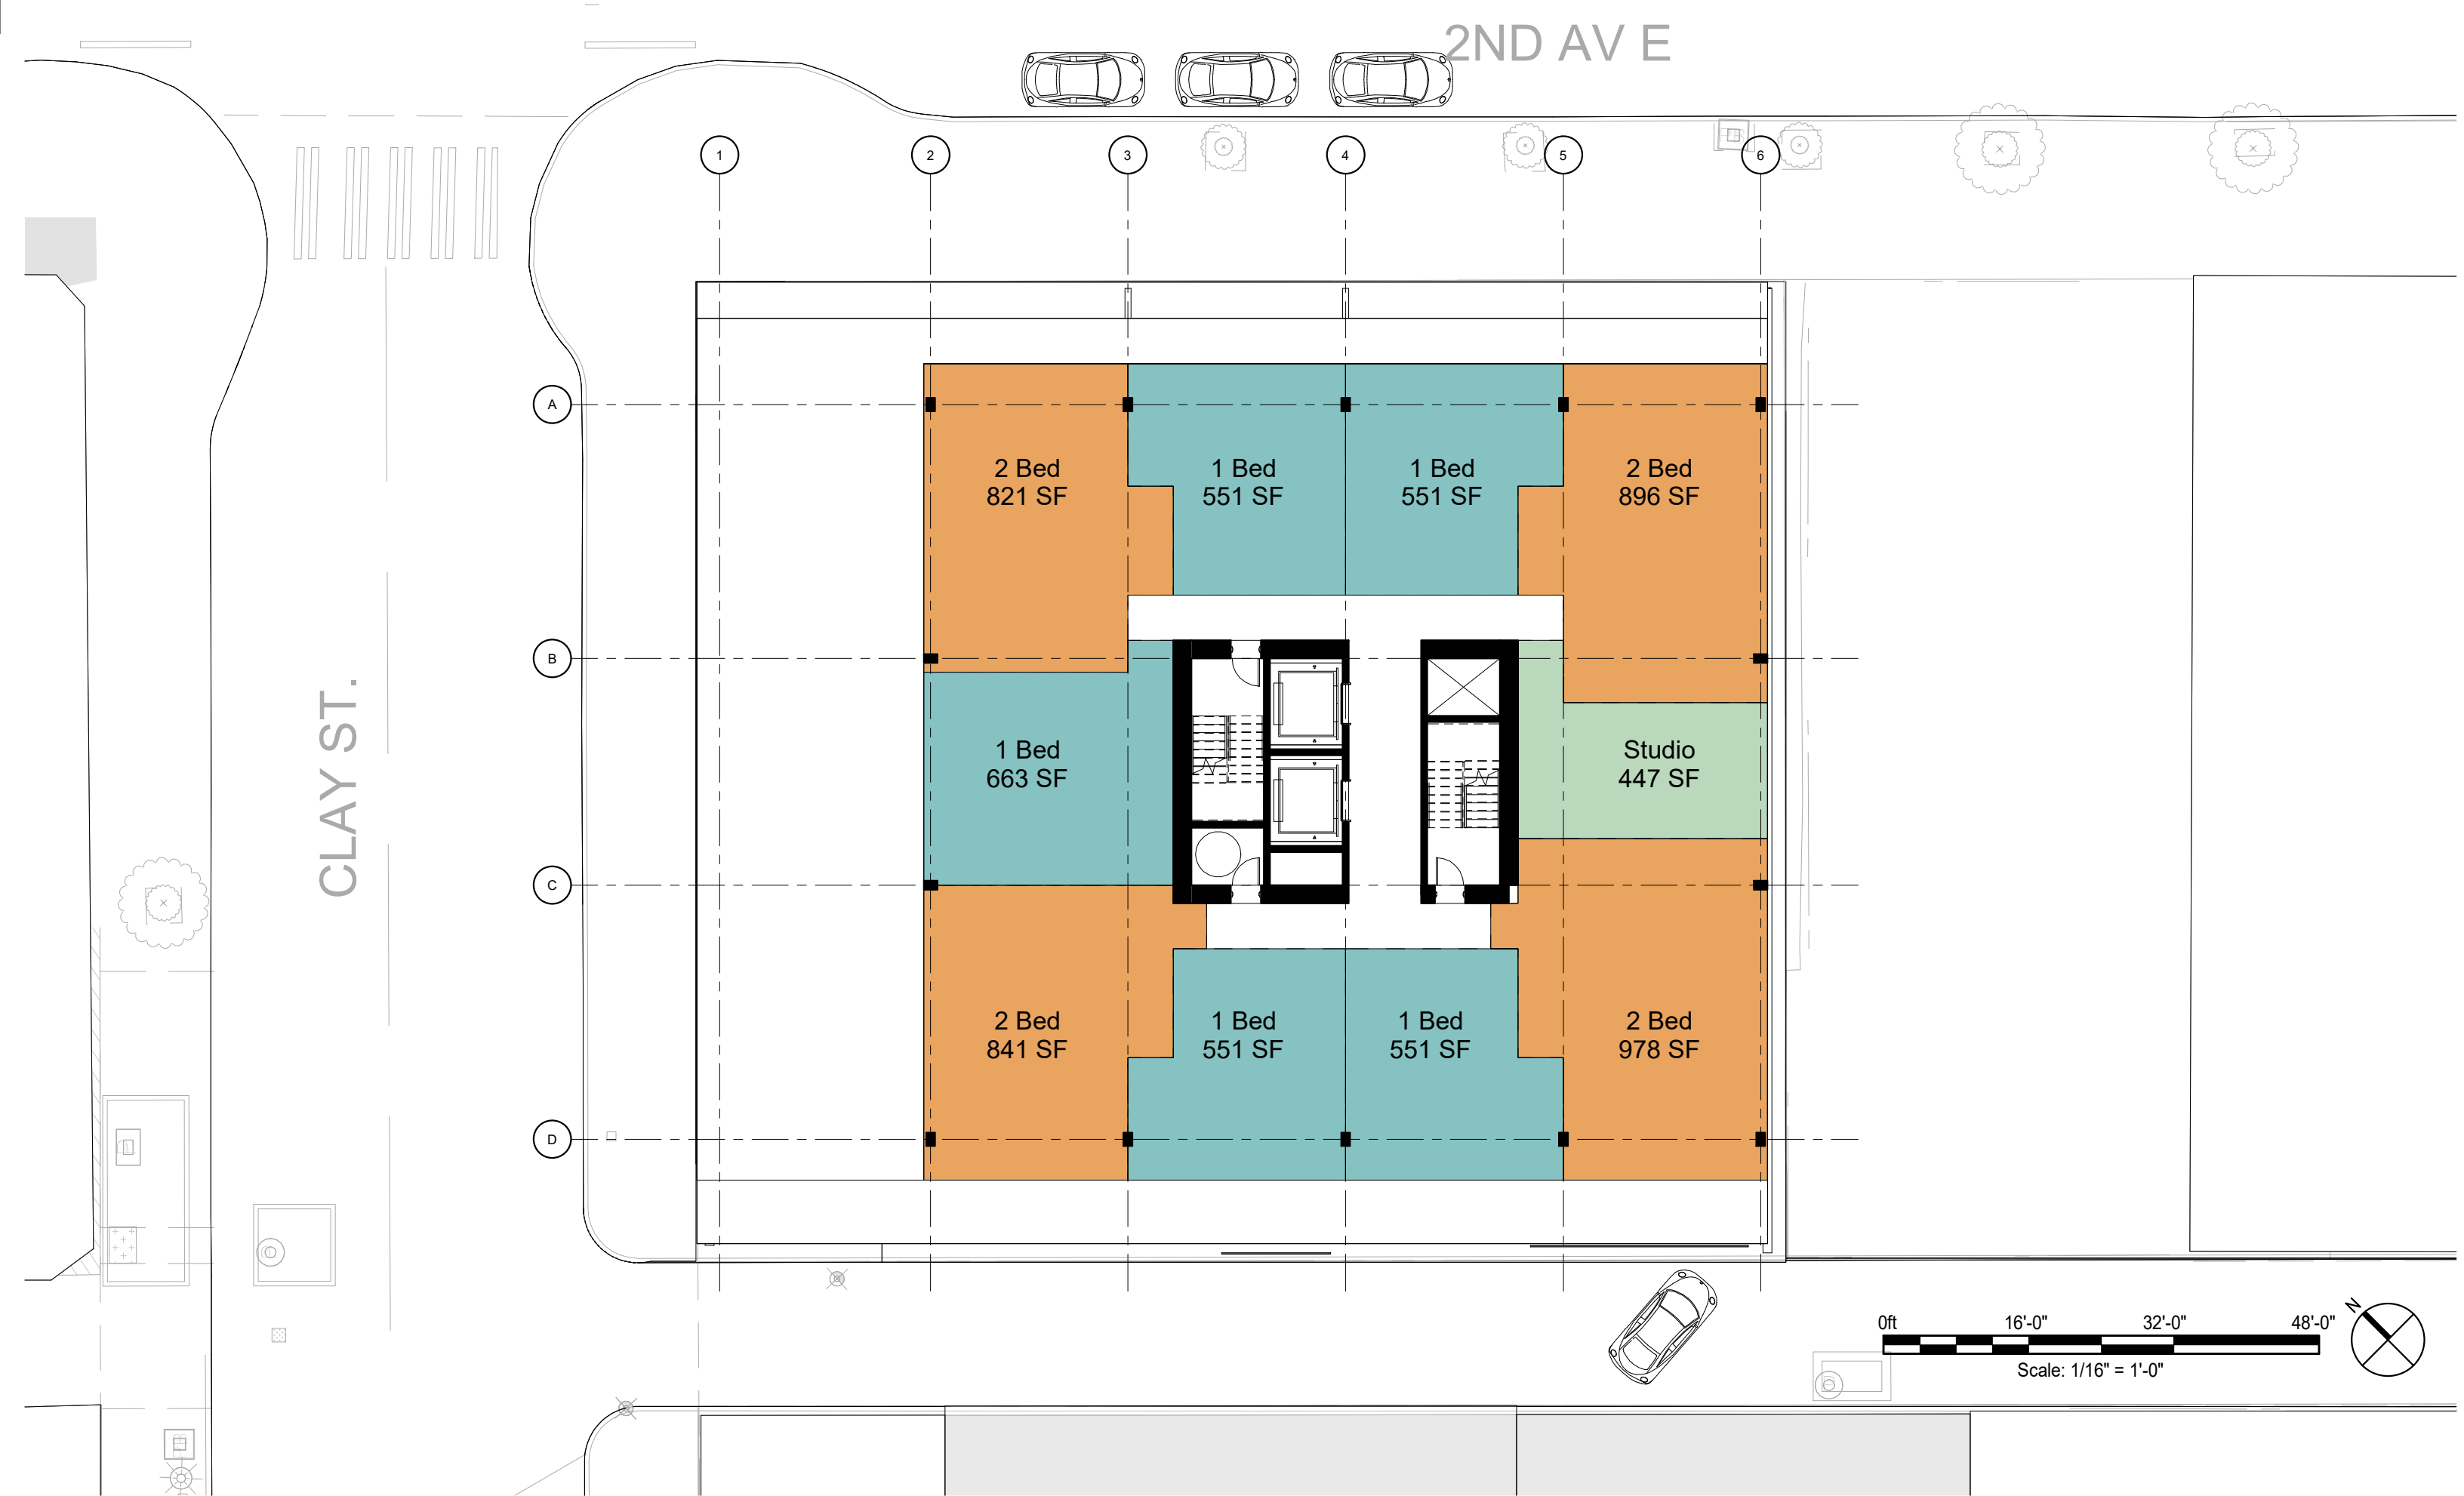 2ND AV E
1
2
3
4
5
6
A
2 Bed
821 SF
1 Bed
551 SF
1 Bed
551 SF
2 Bed
896 SF
B
CLAY ST.
1 Bed
663 SF
Studio
447 SF
C
2 Bed
841 SF
1 Bed
551 SF
1 Bed
551 SF
2 Bed
978 SF
D
0ft 16'-0" 32'-0" 48'-0"
Scale: 1/16" = 1'-0"
N